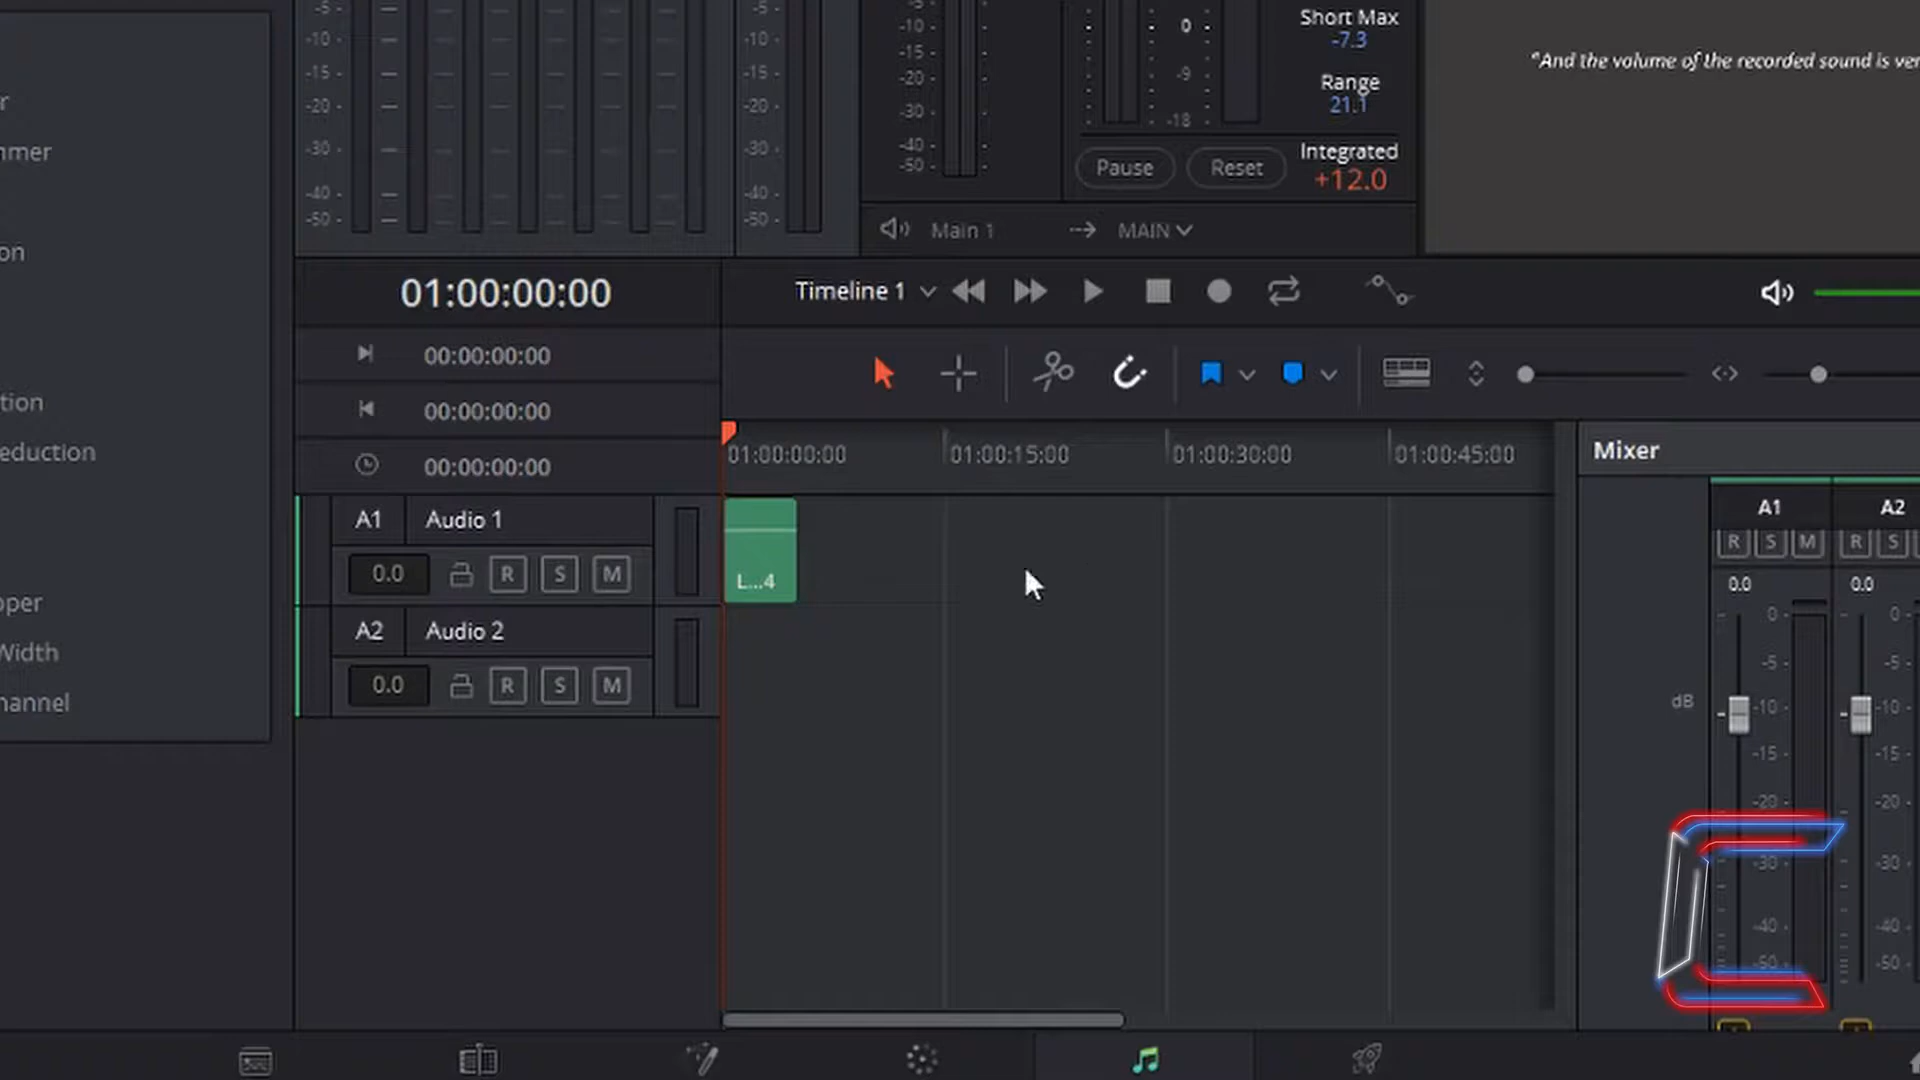 r
nmer
on
tion
eduction
oper
Width
hannel
-5 -
-10 -
-15 -
-20 -
-30 -
-40 -
-50 -
-5 -
-10 -
-15 -
-20 -
-30 -
-40 -
-50 -
-5 -
-10 -
-15 -
-20 -
-30 -
-40 -
-50 -
0
-9
-18
Short Max
-7.3
Range
21.1
Integrated
+12.0
Pause
Reset
Main 1
MAIN
"And the volume of the recorded sound is ver
01:00:00:00
Timeline 1
00:00:00:00
00:00:00:00
00:00:00:00
01:00:00:00
01:00:15:00
01:00:30:00
01:00:45:00
A1 Audio 1
0.0 R S M
L...4
A2 Audio 2
0.0 R S M
Mixer
A1 A2
R S M R S
0.0 0.0
0- 0-
-5 - -5 -
dB
-10 - -10 -
-15 - -15 -
-20 - -20 -
-30 - -30 -
-40 - -40 -
-50 - -50 -